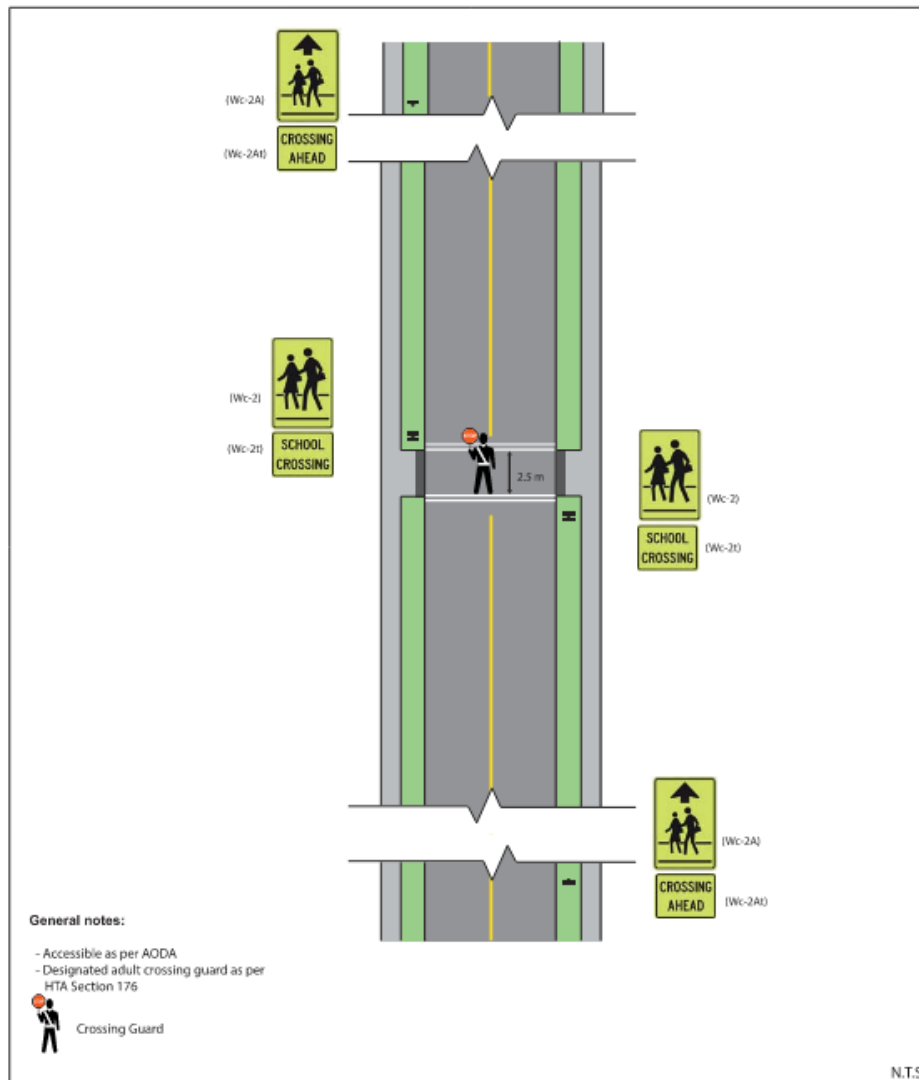 (Wc-2A)
(Wc-2At)
CROSSING
AHEAD
(Wc-2)
(Wc-2t)
SCHOOL
CROSSING
2.5 m
(Wc-2)
SCHOOL
CROSSING
(Wc-2t)
(Wc-2A)
CROSSING
AHEAD
(Wc-2At)
General notes:
- Accessible as per AODA
- Designated adult crossing guard as per
HTA Section 176
Crossing Guard
N.T.S